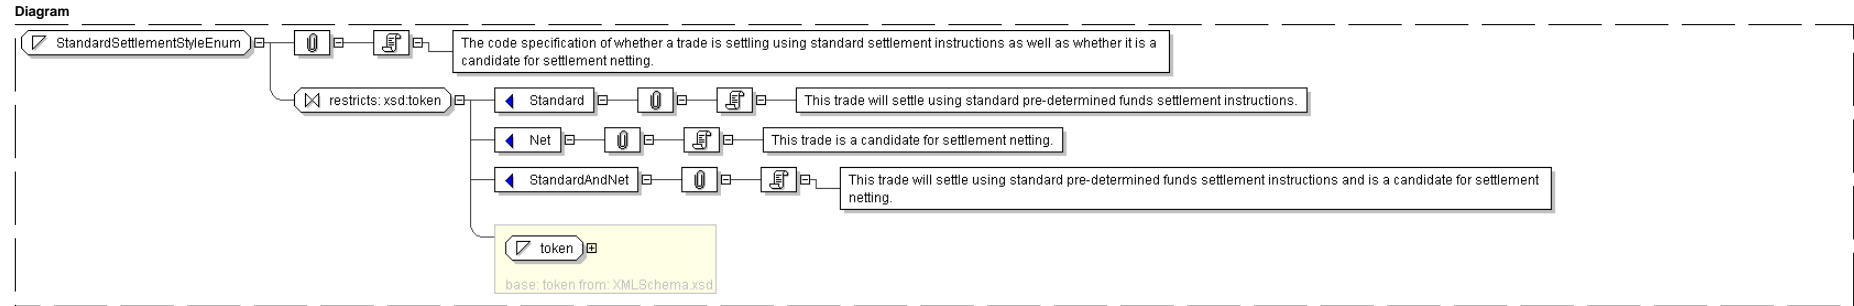 Diagram
StandardSettlementStyleEnum
The code specification of whether a trade is settling using standard settlement instructions as well as whether it is a
candidate for settlement netting.
restricts: xsd:token
Standard
This trade will settle using standard pre-determined funds settlement instructions.
Net
This trade is a candidate for settlement netting.
StandardAndNet
This trade will settle using standard pre-determined funds settlement instructions and is a candidate for settlement
netting.
token
base: token from: XMLSchema.xsd